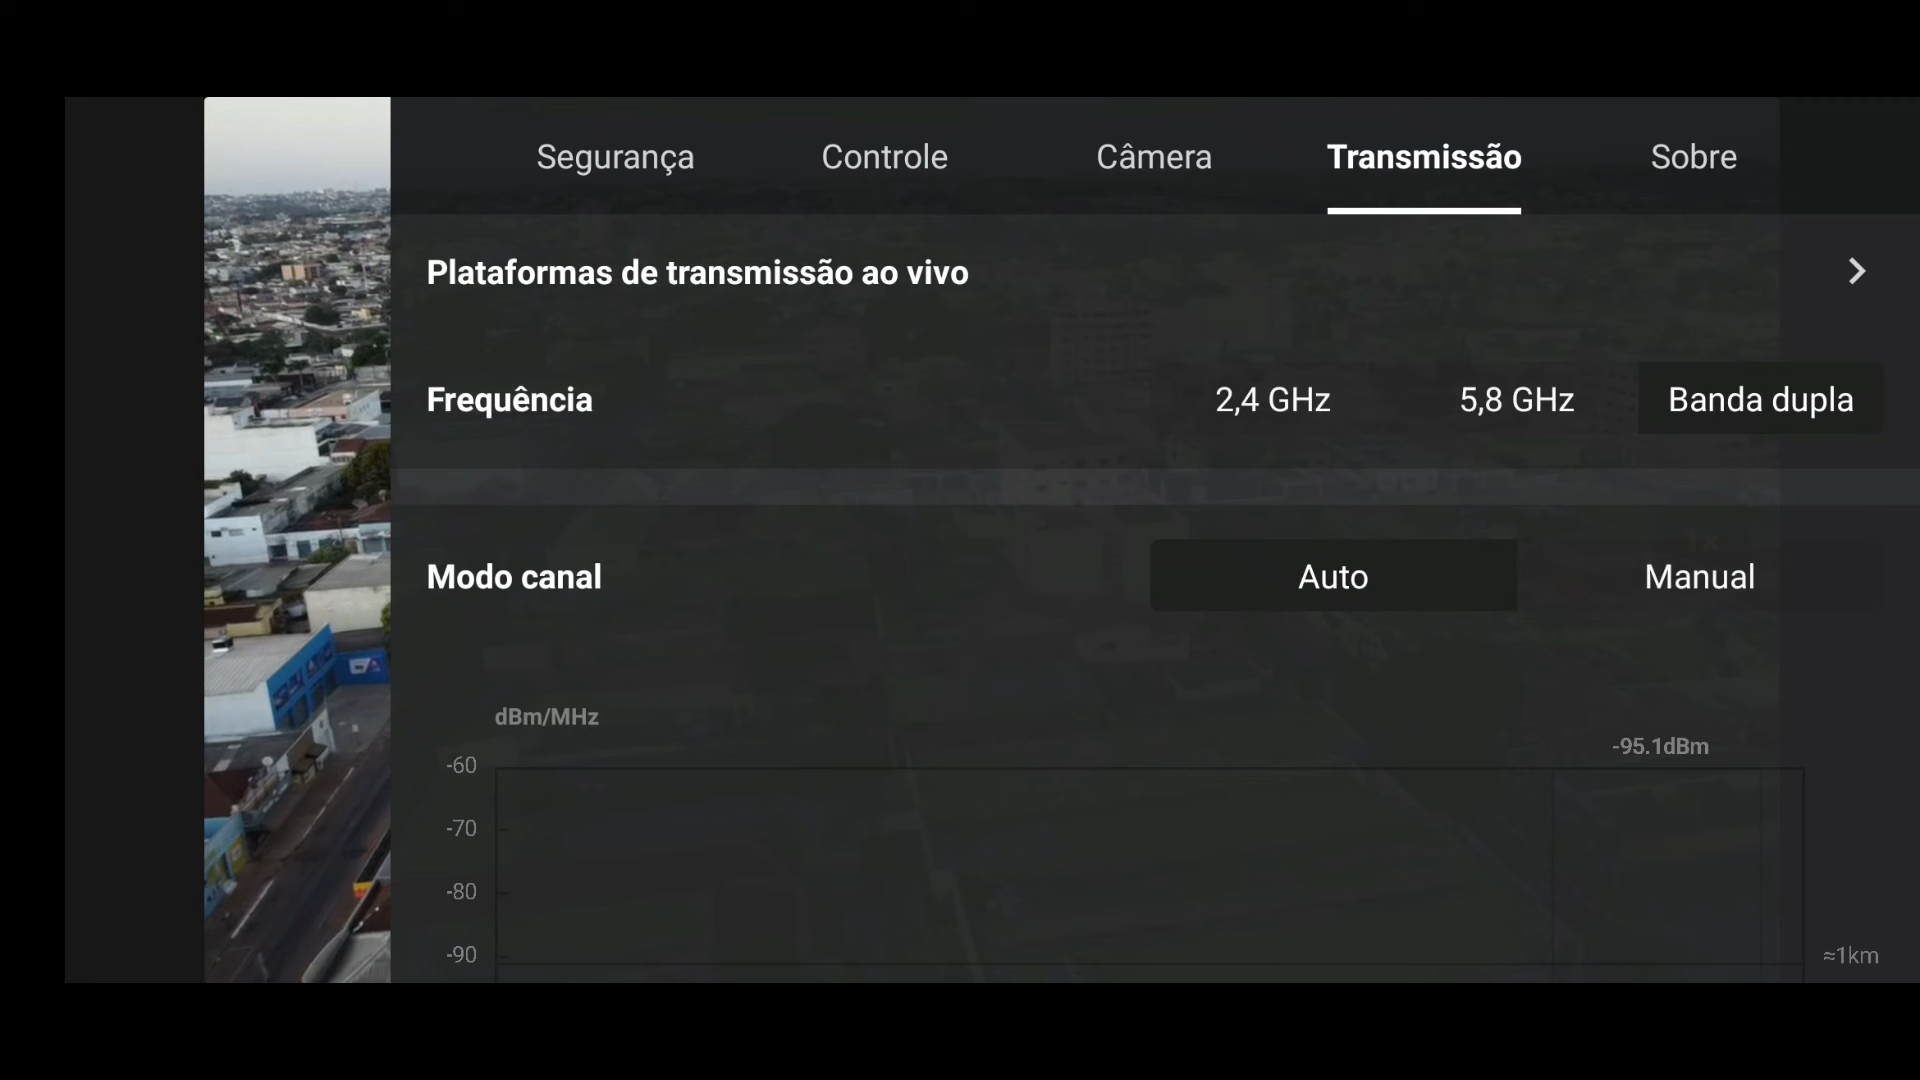 Segurança Controle Câmera Transmissão Sobre
Plataformas de transmissão ao vivo
Frequência 2,4 GHz 5,8 GHz Banda dupla
Modo canal Auto Manual
dBm/MHz
-95.1dBm
-60
-70
-80
-90
≈1km